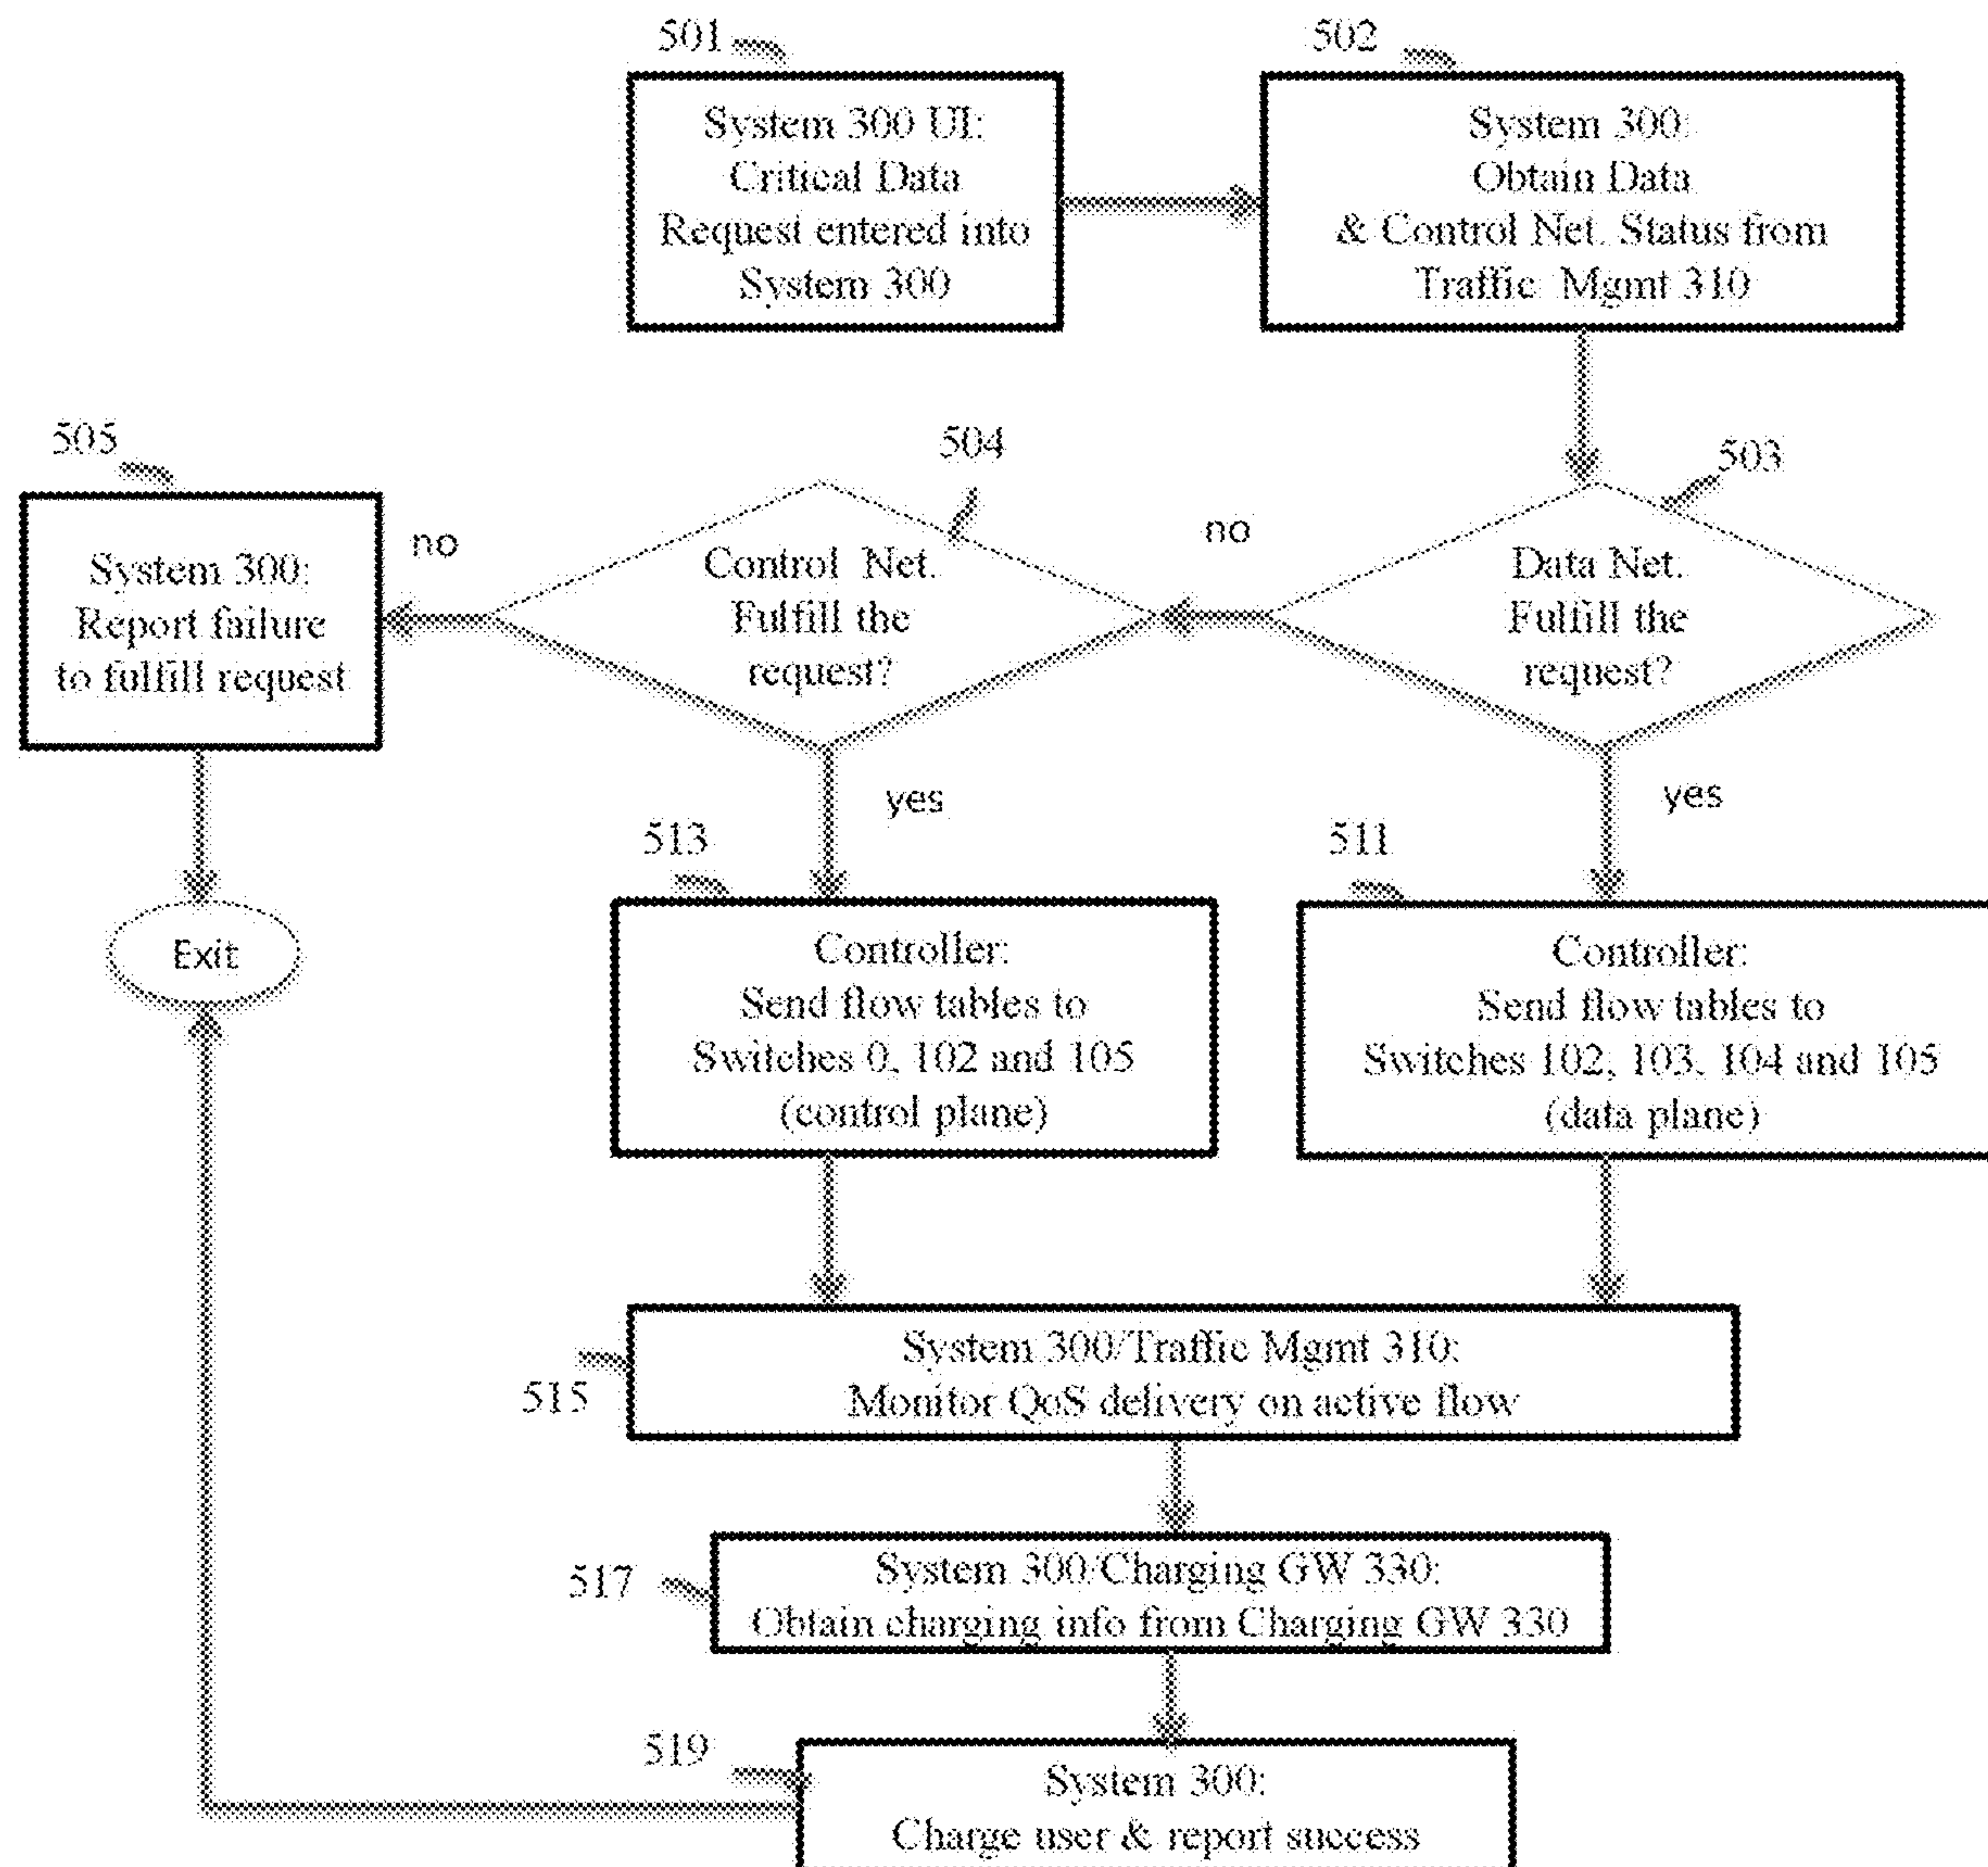 501
System 300 UI:
Critical Data
Request entered into
System 300
502
System 300:
Obtain Data
& Control Net. Status from
Traffic Mgmt 310
503
Data Net.
Fulfill the
request?
no
yes
504
Control Net.
Fulfill the
request?
no
yes
505
System 300:
Report failure
to fulfill request
Exit
513
Controller:
Send flow tables to
Switches 0, 102 and 105
(control plane)
511
Controller:
Send flow tables to
Switches 102, 103, 104 and 105
(data plane)
515
System 300/Traffic Mgmt 310:
Monitor QoS delivery on active flow
517
System 300/Charging GW 330:
Obtain charging info from Charging GW 330
519
System 300:
Charge user & report success